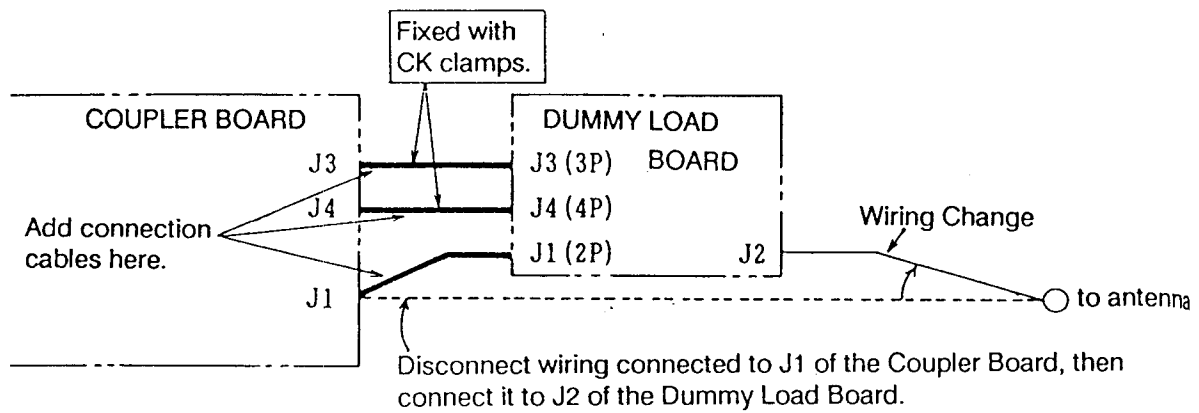 Fixed with
CK clamps.
COUPLER BOARD
DUMMY LOAD
BOARD
J3
J3 (3P)
J4
J4 (4P)
Add connection
cables here.
J1 (2P)
J2
Wiring Change
J1
to antenna
Disconnect wiring connected to J1 of the Coupler Board, then
connect it to J2 of the Dummy Load Board.